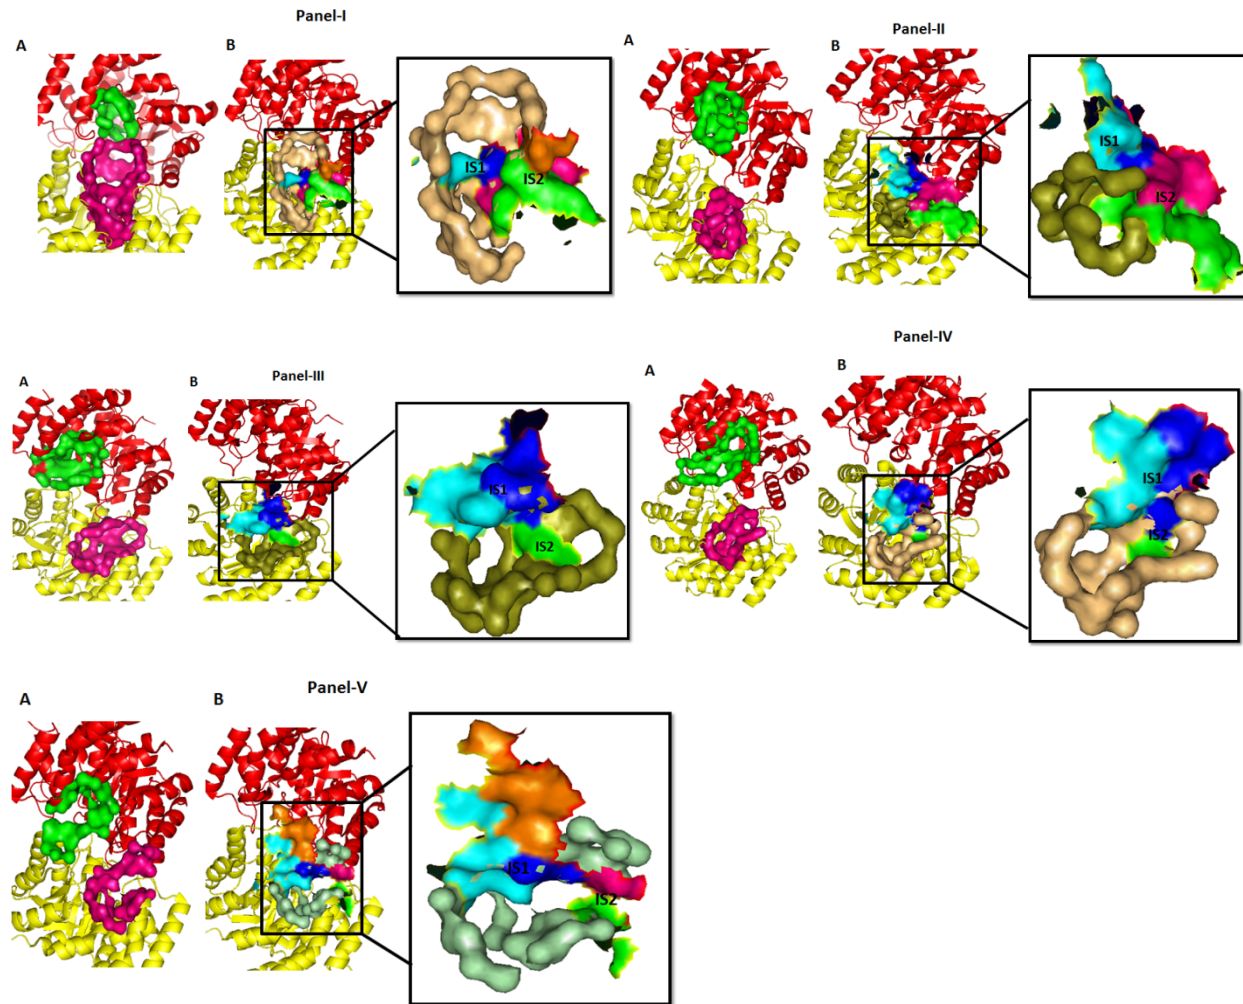 Panel-I
A
B
IS1
IS2
Panel-II
A
B
IS1
IS2
Panel-III
A
B
IS1
IS2
Panel-IV
A
B
IS1
IS2
Panel-V
A
B
IS1
IS2